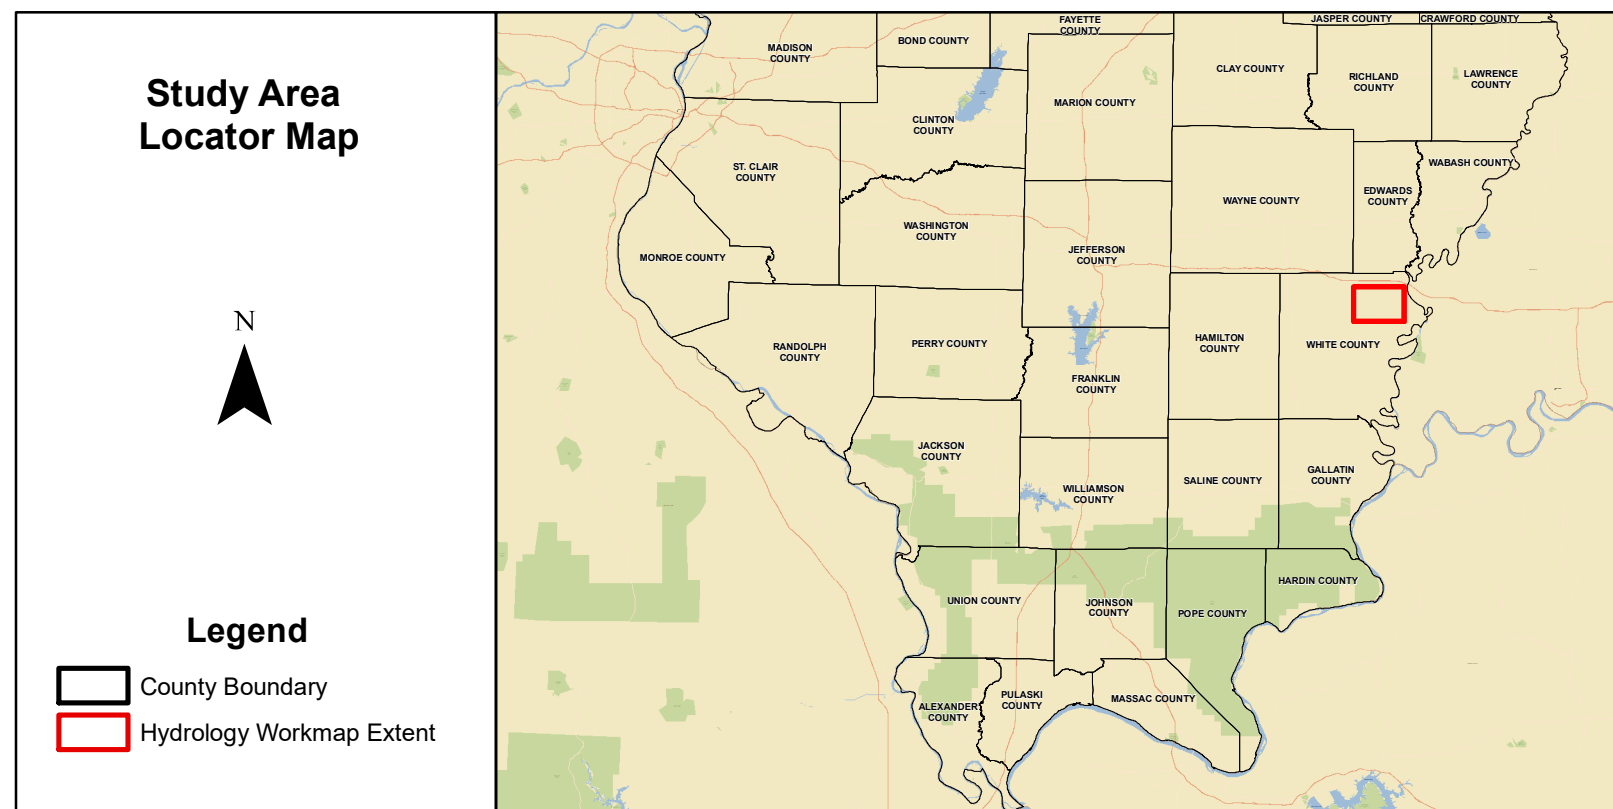 Study Area
Locator Map
N
Legend
County Boundary
Hydrology Workmap Extent
FAYETTE
COUNTY
JASPER COUNTY
CRAWFORD COUNTY
MADISON
COUNTY
BOND COUNTY
CLAY COUNTY
RICHLAND
COUNTY
LAWRENCE
COUNTY
MARION COUNTY
CLINTON
COUNTY
ST. CLAIR
COUNTY
WABASH COUNTY
EDWARDS
COUNTY
WAYNE COUNTY
WASHINGTON
COUNTY
JEFFERSON
COUNTY
MONROE COUNTY
RANDOLPH
COUNTY
PERRY COUNTY
HAMILTON
COUNTY
WHITE COUNTY
FRANKLIN
COUNTY
JACKSON
COUNTY
WILLIAMSON
COUNTY
SALINE COUNTY
GALLATIN
COUNTY
UNION COUNTY
JOHNSON
COUNTY
POPE COUNTY
HARDIN COUNTY
ALEXANDER
COUNTY
PULASKI
COUNTY
MASSAC COUNTY